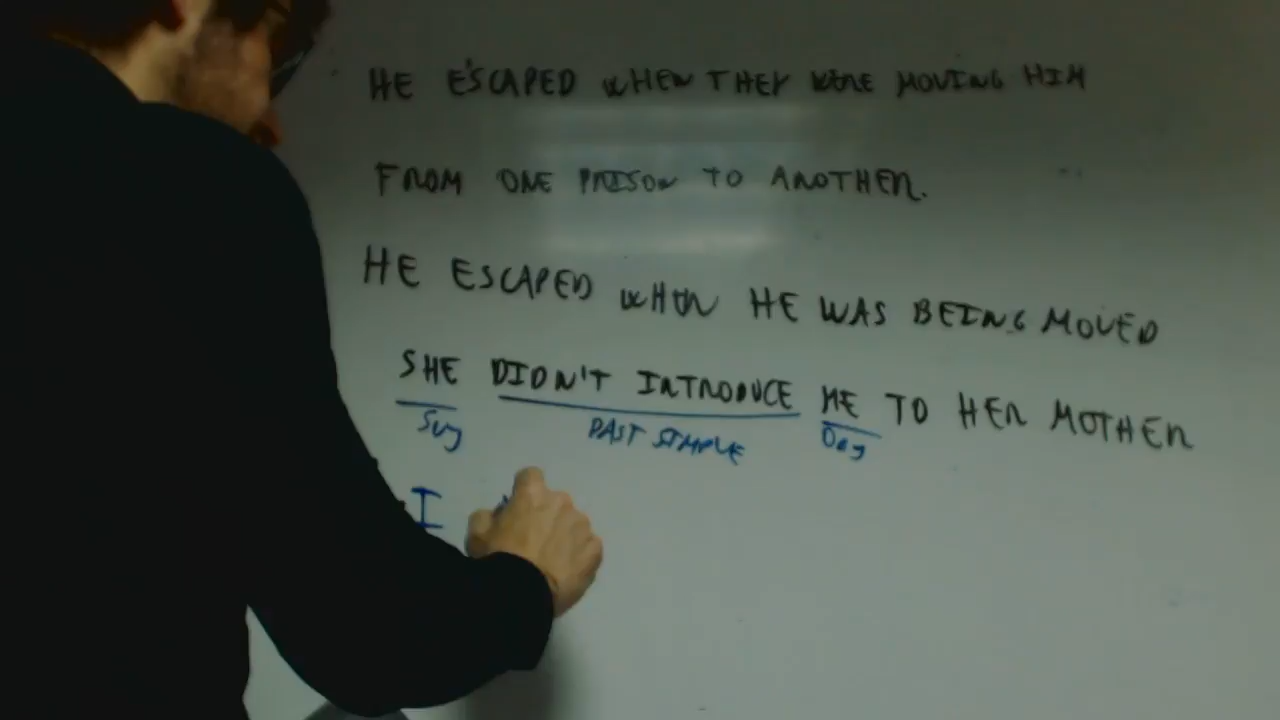 HE ESCAPED WHEN THEY WERE MOVING HIM
FROM ONE PRISON TO ANOTHER.
HE ESCAPED WHEN HE WAS BEING MOVED
SHE DIDN'T INTRODUCE ME TO HER MOTHER
SUJ PAST SIMPLE OBJ
I